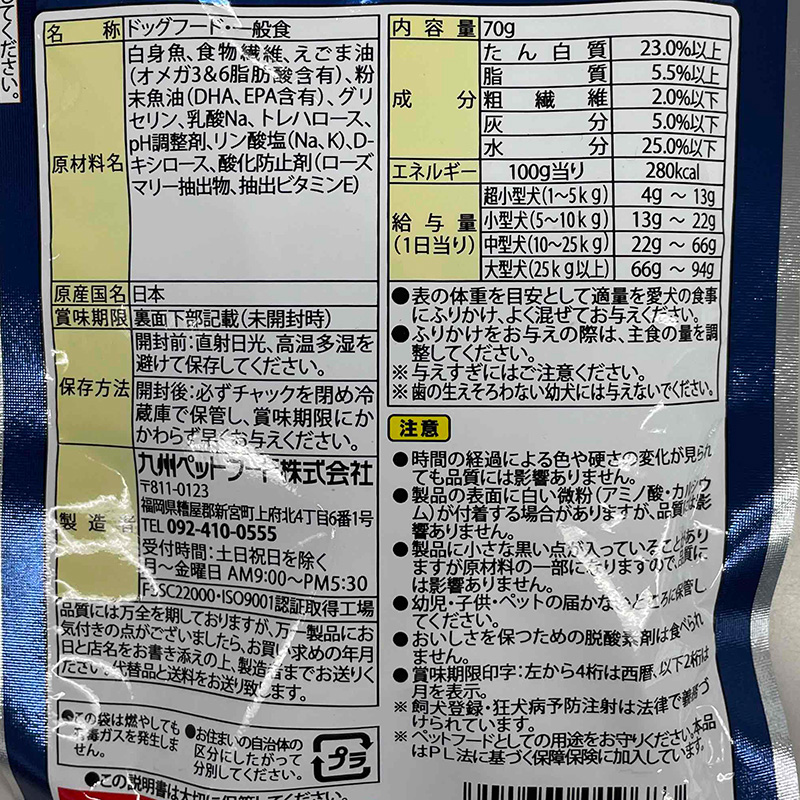 てください。
名称 ドッグフード・一般食
原材料名
白身魚、食物繊維、えごま油
(オメガ3&6脂肪酸含有)、粉
末魚油(DHA、EPA含有)、グリ
セリン、乳酸Na、トレハロース、
pH調整剤、リン酸塩(Na、K)、D-
キシロース、酸化防止剤(ローズ
マリー抽出物、抽出ビタミンE)
原産国名 日本
賞味期限 裏面下部記載(未開封時)
保存方法
開封前:直射日光、高温多湿を
避けて保存してください。
開封後:必ずチャックを閉め冷
蔵庫で保管し、賞味期限にか
かわらず早くお与えください。
製造者
九州ペットフード株式会社
〒811-0123
福岡県糟屋郡新宮町上府北4丁目6番1号
TEL 092-410-0555
受付時間:土日祝日を除く
月〜金曜日 AM9:00〜PM5:30
FSSC22000・ISO9001認証取得工場
品質には万全を期しておりますが、万一製品にお
気付きの点がございましたら、お買い求めの年月
日と店名をお書き添えの上、製造者までお送りく
ださい。代替品と送料をお送り致します。
●この袋は燃やしても
有毒ガスを発生しま
せん。
●お住まいの自治体の
区分にしたがって
分別してください。
プラ
●この説明書は大切に保管してください。
内容量 70g
成分
たん白質 23.0%以上
脂質 5.5%以上
粗繊維 2.0%以下
灰分 5.0%以下
水分 25.0%以下
エネルギー 100g当り 280kcal
給与量
(1日当り)
超小型犬(1〜5kg) 4g 〜 13g
小型犬(5〜10kg) 13g 〜 22g
中型犬(10〜25kg) 22g 〜 66g
大型犬(25kg以上) 66g 〜 94g
●表の体重を目安として適量を愛犬の食事
にふりかけ、よく混ぜてお与えください。
●ふりかけをお与えの際は、主食の量を調
整してください。
※与えすぎにはご注意ください。
※歯の生えそろわない幼犬には与えないでください。
注意
●時間の経過による色や硬さの変化が見られ
ても品質には影響ありません。
●製品の表面に白い微粉(アミノ酸・カルシウ
ム)が付着する場合がありますが、品質には影
響ありません。
●製品に小さな黒い点が入っていることがあり
ますが原材料の一部になりますので、品質に
は影響ありません。
●幼児・子供・ペットの届かないところに保管し
てください。
●おいしさを保つための脱酸素剤は食べられ
ません。
●賞味期限印字:左から4桁は西暦、以下2桁は
月を表示。
※飼犬登録・狂犬病予防注射は法律で義務づ
けられています。
※ペットフードとしての用途をお守りください。本品
はPL法に基づく保障保険に加入しています。